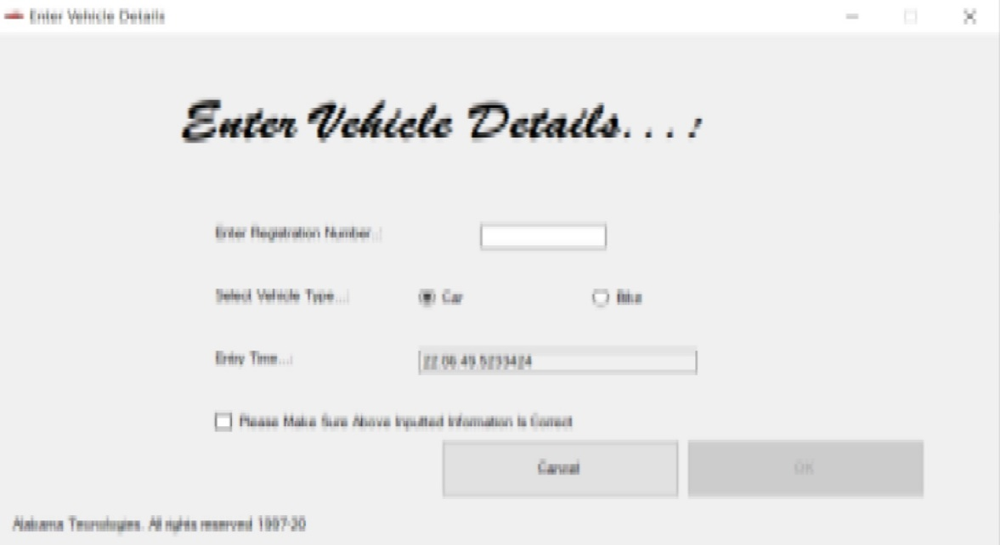 Enter Vehicle Details
Enter Vehicle Details...:
Enter Registration Number..:
Select Vehicle Type...: Car Bike
Entry Time...: 22:06:49.5233424
Please Make Sure Above Inputted Information Is Correct
Cancel OK
Alabama Tecnologies. All rights reserved 1997-20